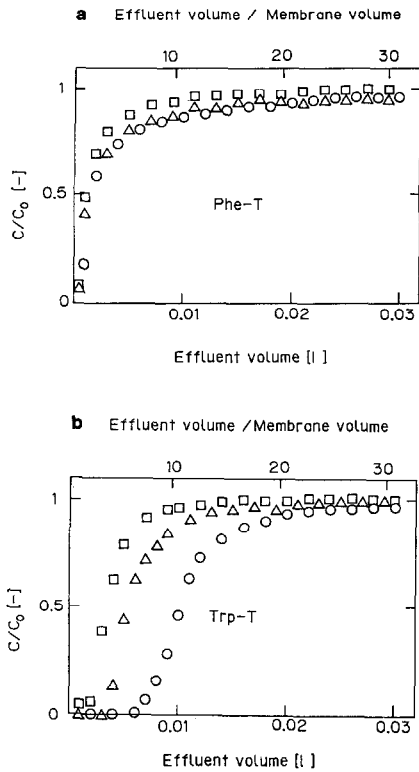 a Effluent volume / Membrane volume
10 20 30
1
0.5
0
C/C₀ [-]
Phe-T
0.01 0.02 0.03
Effluent volume [l]
b Effluent volume / Membrane volume
10 20 30
1
0.5
0
C/C₀ [-]
Trp-T
0.01 0.02 0.03
Effluent volume [l]